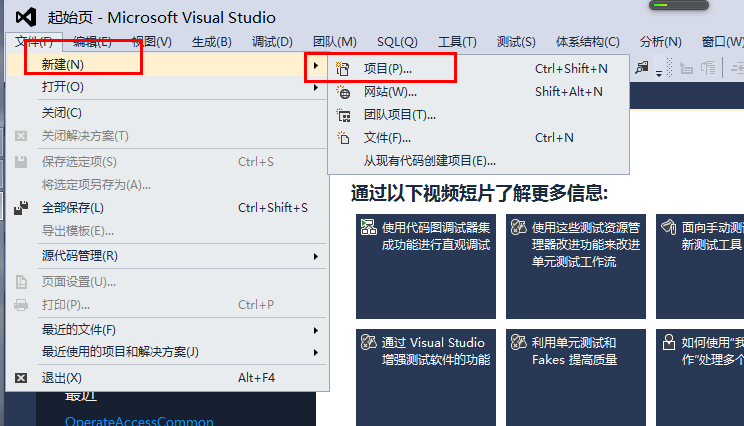 起始页 - Microsoft Visual Studio
文件(F) 编辑(E) 视图(V) 生成(B) 调试(D) 团队(M) SQL(Q) 工具(T) 测试(S) 体系结构(C) 分析(N) 窗口(W)
新建(N)
打开(O)
关闭(C)
关闭解决方案(T)
保存选定项(S) Ctrl+S
将选定项另存为(A)...
全部保存(L) Ctrl+Shift+S
导出模板(E)...
源代码管理(R)
页面设置(U)...
打印(P)... Ctrl+P
最近的文件(F)
最近使用的项目和解决方案(J)
退出(X) Alt+F4
项目(P)... Ctrl+Shift+N
网站(W)... Shift+Alt+N
团队项目(T)...
文件(F)... Ctrl+N
从现有代码创建项目(E)...
通过以下视频短片了解更多信息:
使用代码图调试器集
成功能进行直观调试
使用这些测试资源管
理器改进功能来改进
单元测试工作流
面向手动测
新测试工具
通过 Visual Studio
增强测试软件的功能
利用单元测试和
Fakes 提高质量
如何使用“我
作”处理多个
最近
OperateAccessCommon